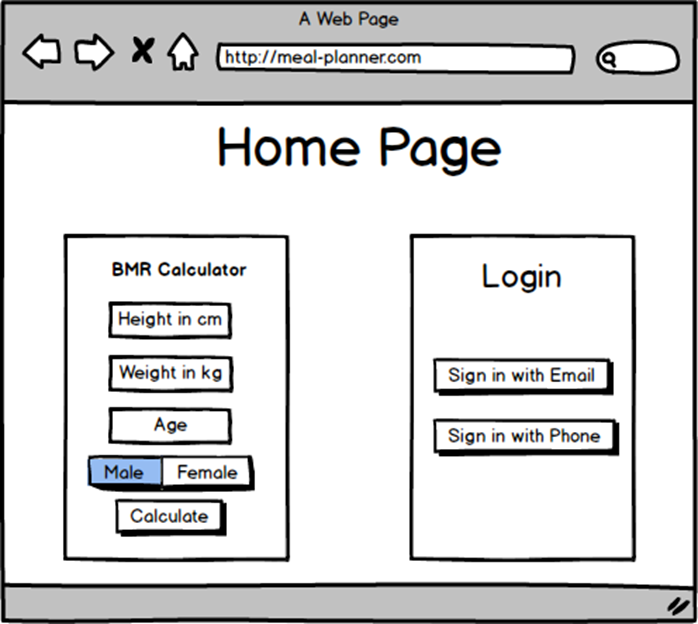 A Web Page
http://meal-planner.com
Home Page
BMR Calculator
Height in cm
Weight in kg
Age
Male Female
Calculate
Login
Sign in with Email
Sign in with Phone